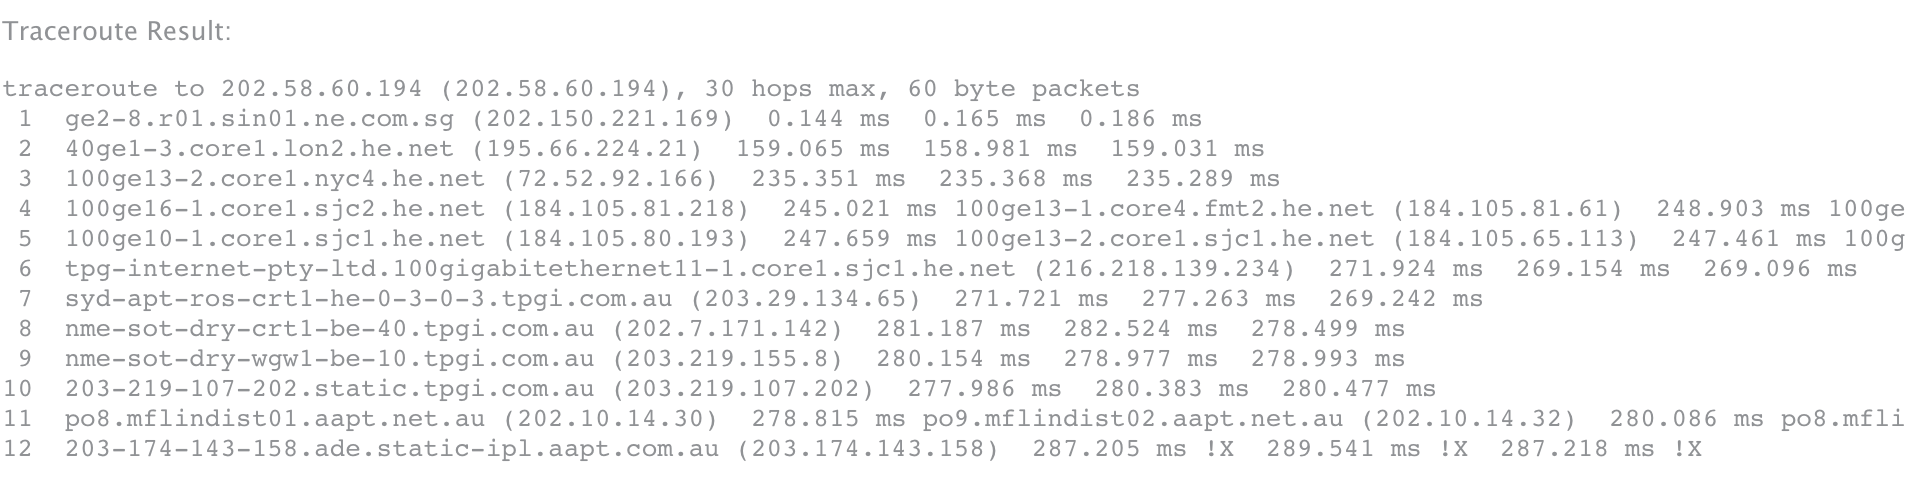 Traceroute Result:
traceroute to 202.58.60.194 (202.58.60.194), 30 hops max, 60 byte packets
1 ge2-8.r01.sin01.ne.com.sg (202.150.221.169) 0.144 ms 0.165 ms 0.186 ms
2 40ge1-3.core1.lon2.he.net (195.66.224.21) 159.065 ms 158.981 ms 159.031 ms
3 100ge13-2.core1.nyc4.he.net (72.52.92.166) 235.351 ms 235.368 ms 235.289 ms
4 100ge16-1.core1.sjc2.he.net (184.105.81.218) 245.021 ms 100ge13-1.core4.fmt2.he.net (184.105.81.61) 248.903 ms 100ge
5 100ge10-1.core1.sjc1.he.net (184.105.80.193) 247.659 ms 100ge13-2.core1.sjc1.he.net (184.105.65.113) 247.461 ms 100g
6 tpg-internet-pty-ltd.100gigabitethernet11-1.core1.sjc1.he.net (216.218.139.234) 271.924 ms 269.154 ms 269.096 ms
7 syd-apt-ros-crt1-he-0-3-0-3.tpgi.com.au (203.29.134.65) 271.721 ms 277.263 ms 269.242 ms
8 nme-sot-dry-crt1-be-40.tpgi.com.au (202.7.171.142) 281.187 ms 282.524 ms 278.499 ms
9 nme-sot-dry-wgw1-be-10.tpgi.com.au (203.219.155.8) 280.154 ms 278.977 ms 278.993 ms
10 203-219-107-202.static.tpgi.com.au (203.219.107.202) 277.986 ms 280.383 ms 280.477 ms
11 po8.mflindist01.aapt.net.au (202.10.14.30) 278.815 ms po9.mflindist02.aapt.net.au (202.10.14.32) 280.086 ms po8.mfli
12 203-174-143-158.ade.static-ipl.aapt.com.au (203.174.143.158) 287.205 ms !X 289.541 ms !X 287.218 ms !X